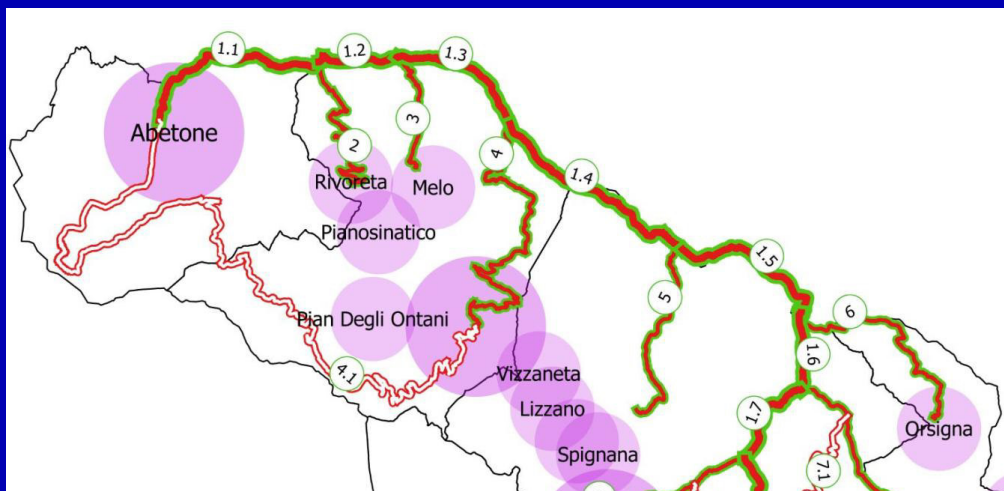 1.1
1.2
1.3
Abetone
3
2
4
Rivoreta
Melo
1.4
Pianosinatico
1.5
5
6
Pian Degli Ontani
1.6
4.1
Vizzaneta
Lizzano
1.7
Orsigna
Spignana
7.1